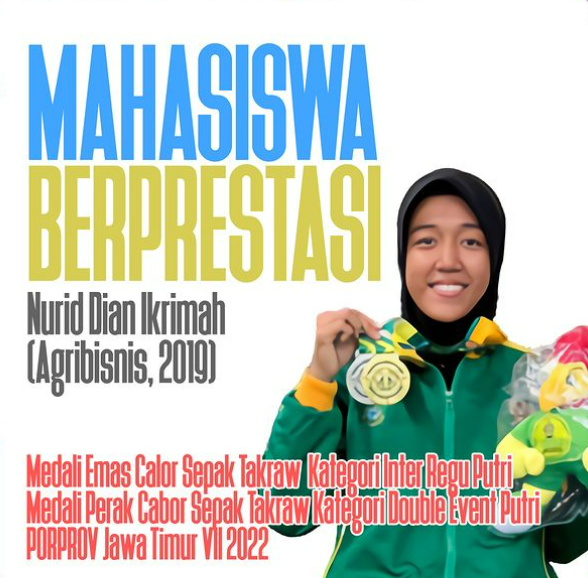 MAHASISWA
BERPRESTASI
Nurid Dian Ikrimah
(Agribisnis, 2019)
Medali Emas Calor Sepak Takraw Kategori Inter Regu Putri
Medali Perak Cabor Sepak Takraw Kategori Double Event Putri
PORPROV Jawa Timur VII 2022